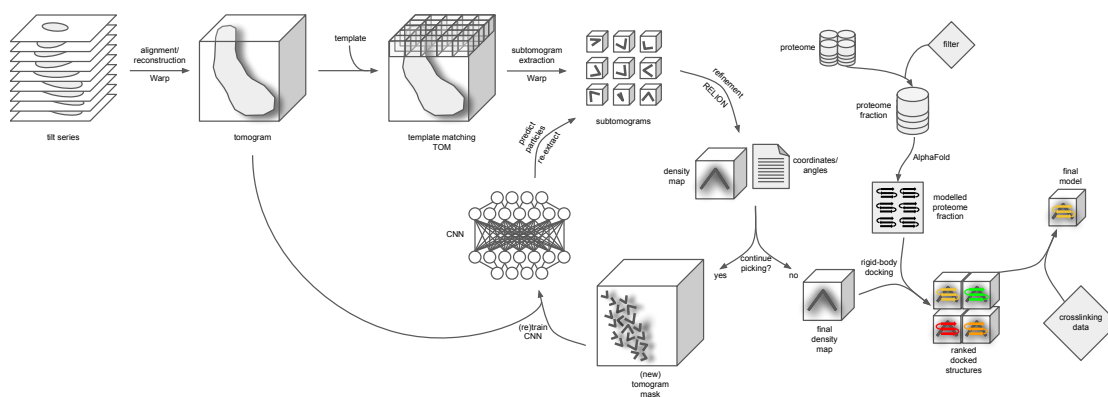 tilt series
alignment/
reconstruction
Warp
tomogram
template
template matching
TOM
subtomogram
extraction
Warp
subtomograms
refinement
RELION
predict
particles
re-extract
CNN
(re)train
CNN
density
map
coordinates/
angles
continue
picking?
yes
no
(new)
tomogram
mask
final
density
map
proteome
filter
proteome
fraction
AlphaFold
modelled
proteome
fraction
rigid-body
docking
ranked
docked
structures
final
model
crosslinking
data